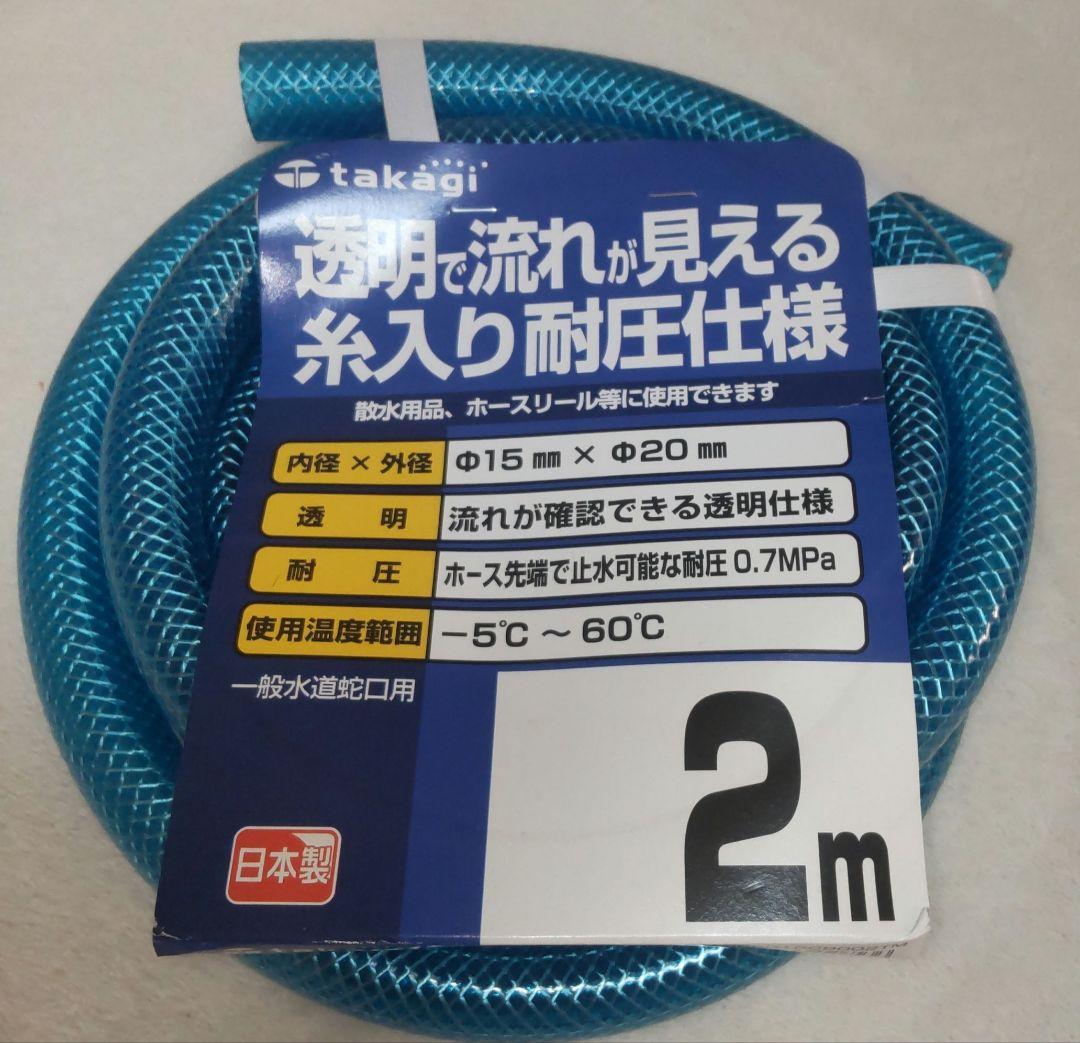 takagi
透明で流れが見える
糸入り耐圧仕様
散水用品、ホースリール等に使用できます
内径 × 外径 Φ15 mm × Φ20 mm
透 明 流れが確認できる透明仕様
耐 圧 ホース先端で止水可能な耐圧 0.7MPa
使用温度範囲 －5℃ ～ 60℃
一般水道蛇口用
2m
日本製